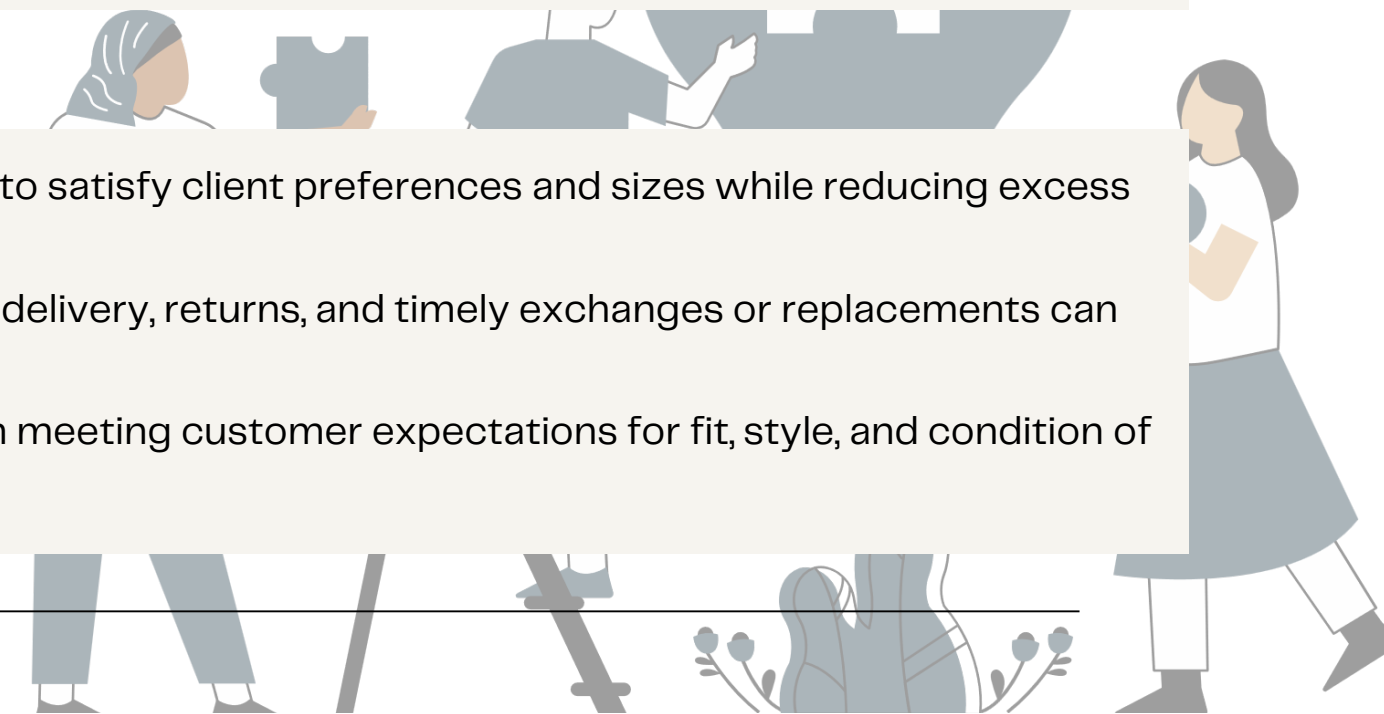 to satisfy client preferences and sizes while reducing excess
delivery, returns, and timely exchanges or replacements can
meeting customer expectations for fit, style, and condition of